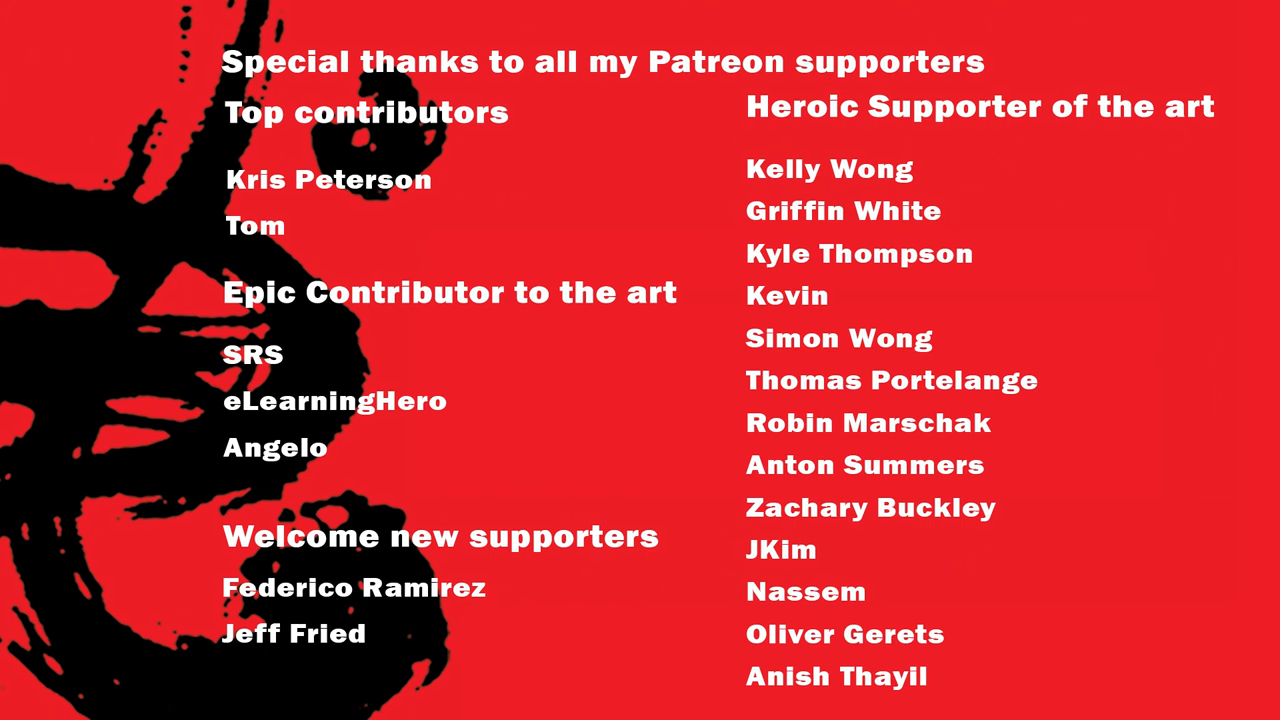 Special thanks to all my Patreon supporters
Top contributors
Kris Peterson
Tom
Epic Contributor to the art
SRS
eLearningHero
Angelo
Welcome new supporters
Federico Ramirez
Jeff Fried
Heroic Supporter of the art
Kelly Wong
Griffin White
Kyle Thompson
Kevin
Simon Wong
Thomas Portelange
Robin Marschak
Anton Summers
Zachary Buckley
JKim
Nassem
Oliver Gerets
Anish Thayil